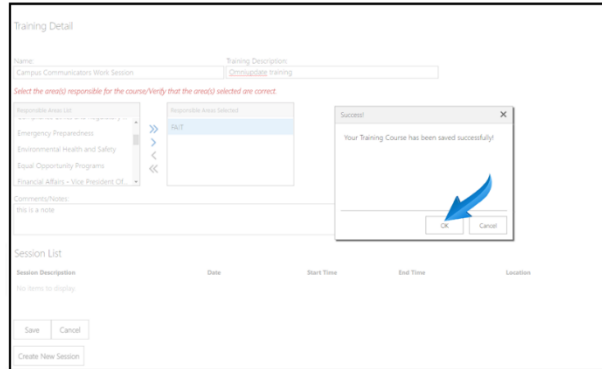 Training Detail
Name: Training Description:
Campus Communicators Work Session Omniupdate training
Select the area(s) responsible for the course/Verify that the area(s) selected are correct.
Responsible Areas List Responsible Areas Selected
Emergency Preparedness
Environmental Health and Safety
Equal Opportunity Programs
Financial Affairs - Vice President Of...
Success!
Your Training Course has been saved successfully!
OK Cancel
Comments/Notes:
this is a note
Session List
Session Description Date Start Time End Time Location
No items to display.
Save Cancel
Create New Session